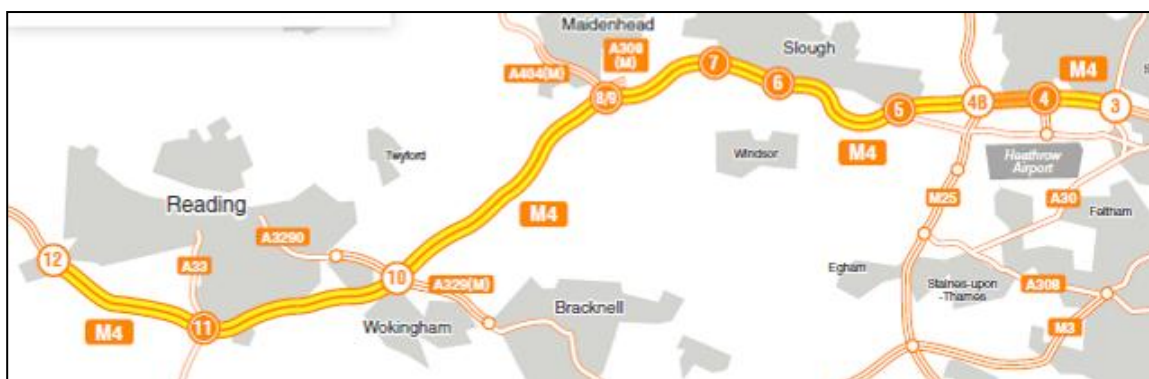 Maidenhead
A308
(M)
Slough
A404(M)
7
6
M4
8/9
5
4B
4
3
M4
Twyford
Windsor
Heathrow
Airport
Reading
M4
M25
A30
Feltham
A3290
12
A33
10
A329(M)
Egham
Staines-upon
-Thames
A308
Bracknell
M4
11
Wokingham
M3